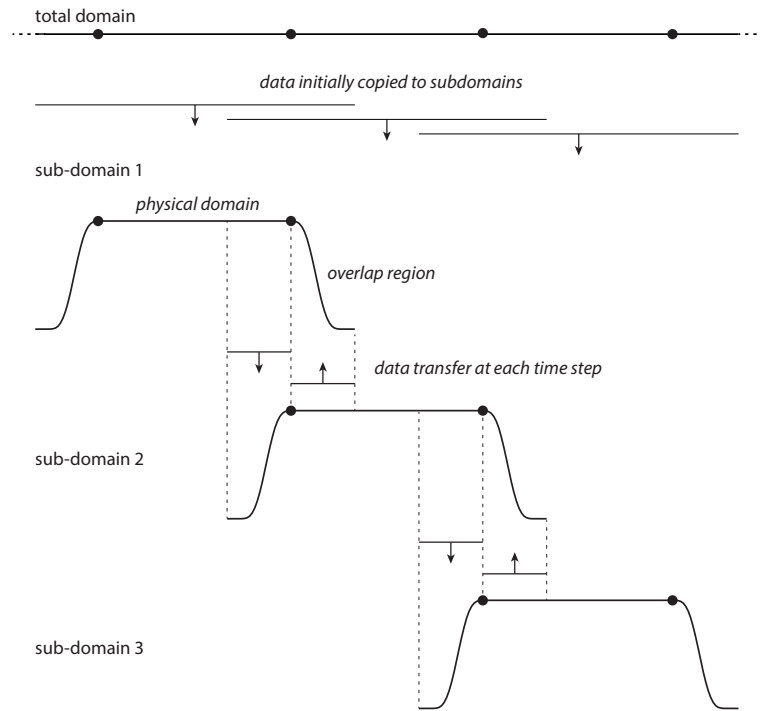 total domain
data initially copied to subdomains
sub-domain 1
physical domain
overlap region
data transfer at each time step
sub-domain 2
sub-domain 3